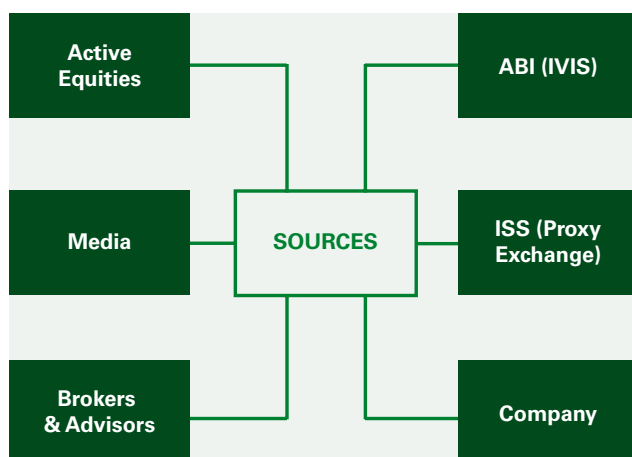 Active
Equities
ABI (IVIS)
Media
SOURCES
ISS (Proxy
Exchange)
Brokers
& Advisors
Company